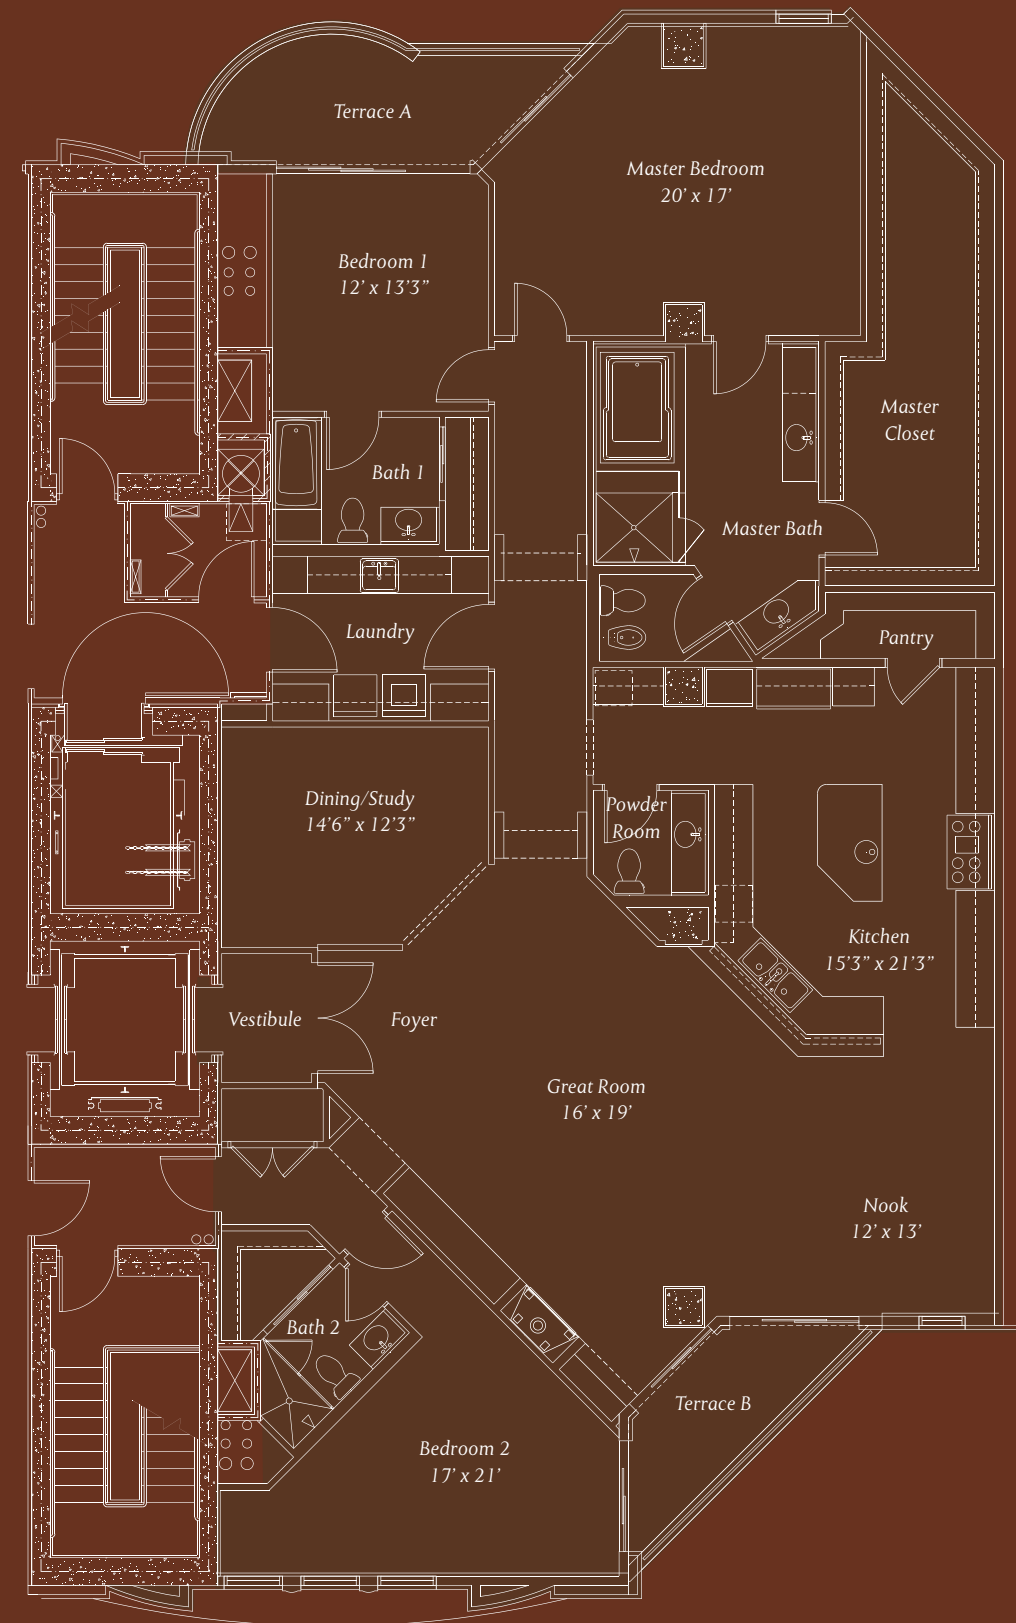 Terrace A
Master Bedroom
20’ x 17’
Bedroom 1
12’ x 13’3”
Master
Closet
Bath 1
Master Bath
Laundry
Pantry
Dining/Study
14’6” x 12’3”
Powder
Room
Kitchen
15’3” x 21’3”
Vestibule
Foyer
Great Room
16’ x 19’
Nook
12’ x 13’
Bath 2
Terrace B
Bedroom 2
17’ x 21’